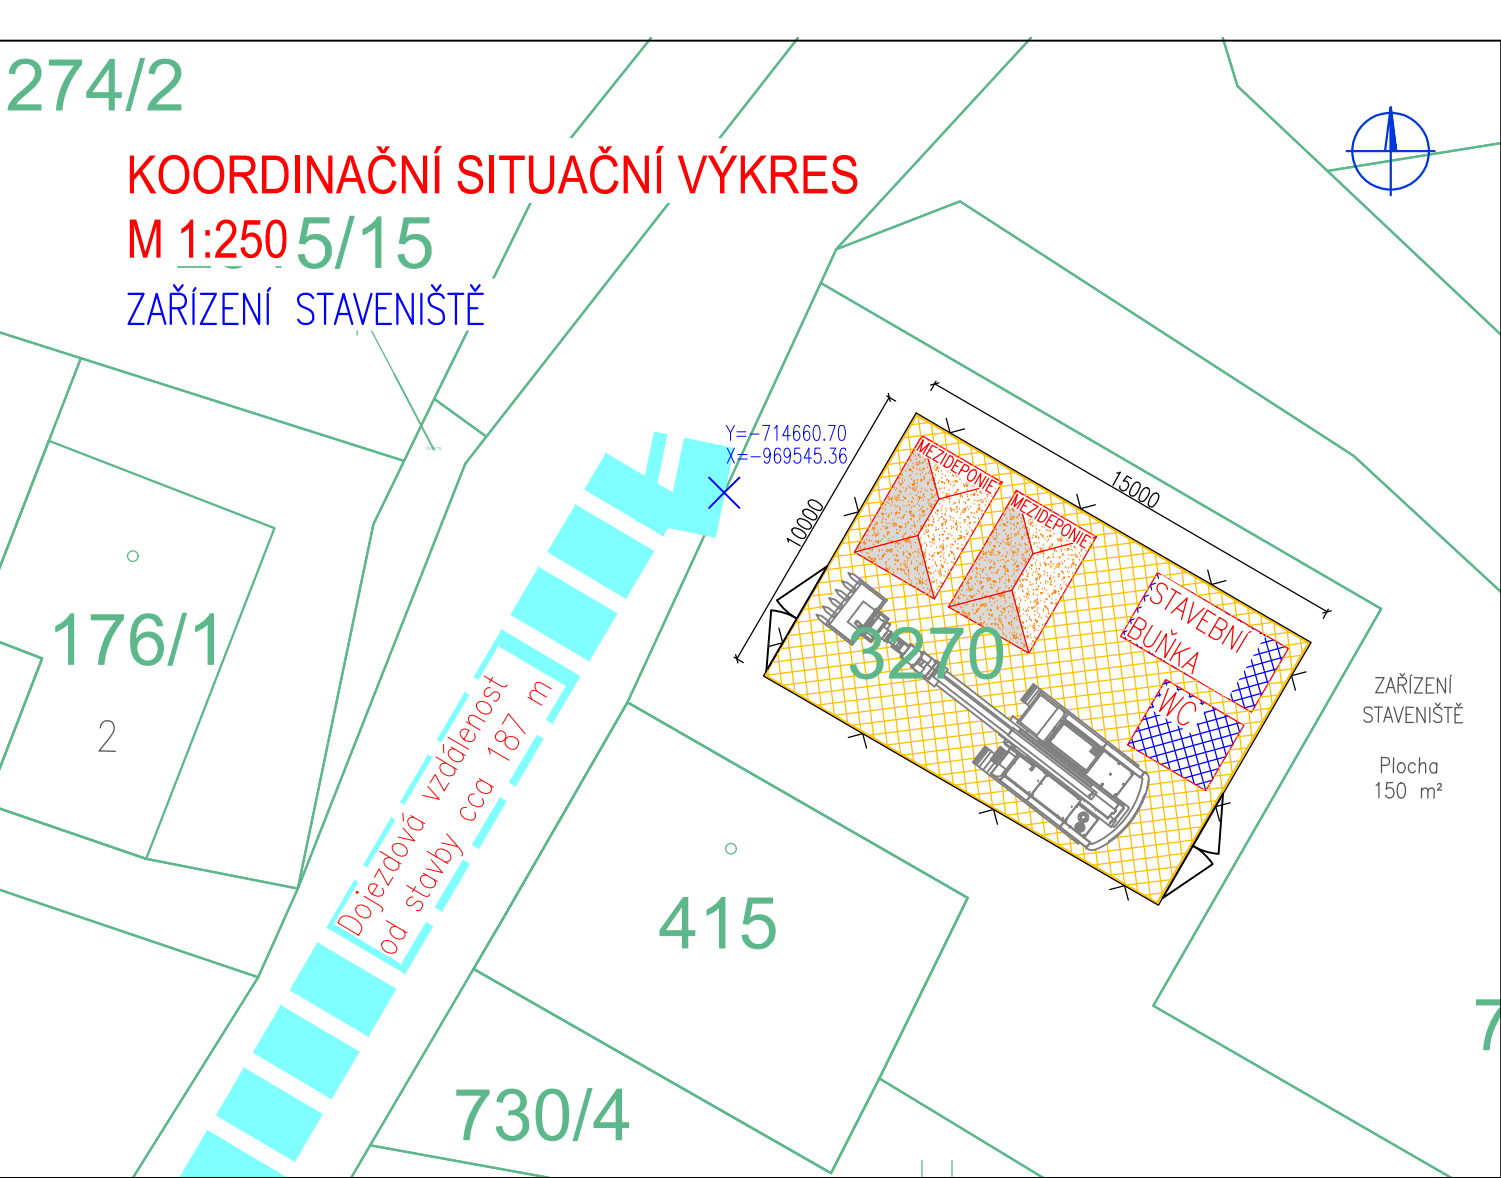 274/2
KOORDINAČNÍ SITUAČNÍ VÝKRES
M 1:250
5/15
ZAŘÍZENÍ STAVENIŠTĚ
Y=-714660.70
X=-969545.36
15000
10000
MEZIDEPONIE
MEZIDEPONIE
STAVEBNÍ
BUŇKA
WC
3270
176/1
2
ZAŘÍZENÍ
STAVENIŠTĚ
Plocha
150 m²
Dojezdová vzdálenost
od stavby cca 187 m
415
7
730/4